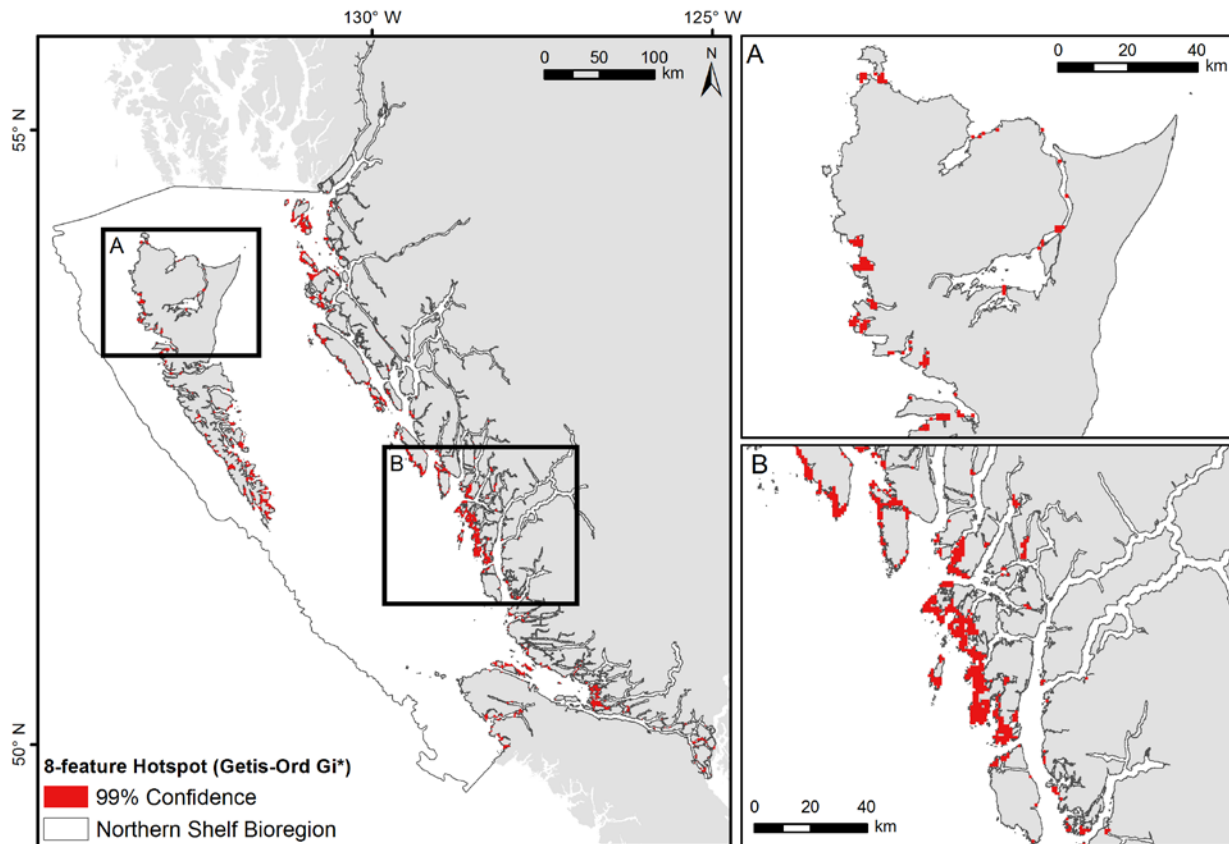 130° W
125° W
55° N
50° N
0 50 100
km
N
A
B
8-feature Hotspot (Getis-Ord Gi*)
99% Confidence
Northern Shelf Bioregion
A
0 20 40
km
B
0 20 40
km